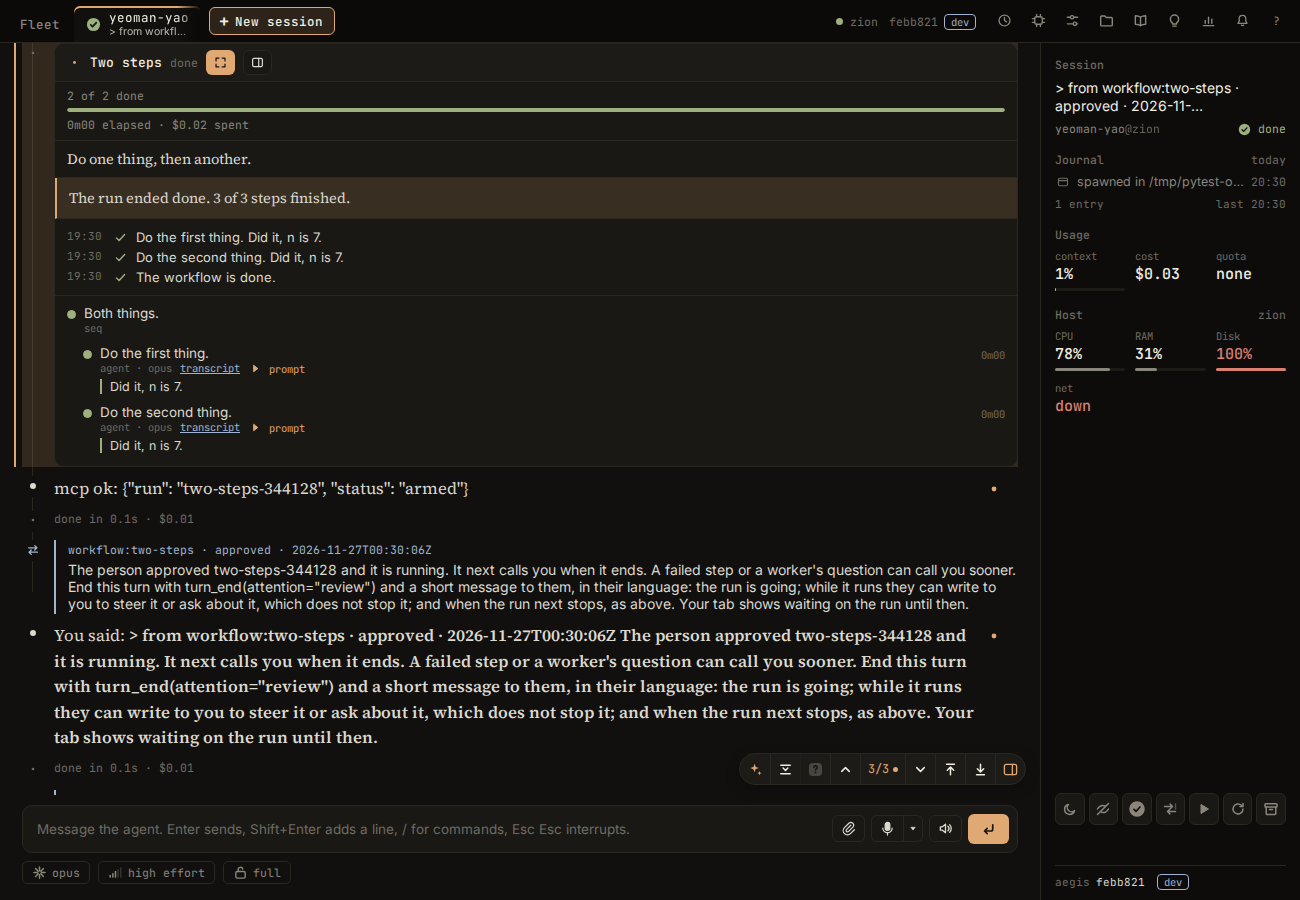 Fleet
yeoman-yao
> from workfl...
+ New session
zion febb821 dev
?
· Two steps done
2 of 2 done
0m00 elapsed · $0.02 spent
Do one thing, then another.
The run ended done. 3 of 3 steps finished.
19:30 Do the first thing. Did it, n is 7.
19:30 Do the second thing. Did it, n is 7.
19:30 The workflow is done.
Both things.
seq
Do the first thing. 0m00
agent · opus transcript prompt
Did it, n is 7.
Do the second thing. 0m00
agent · opus transcript prompt
Did it, n is 7.
mcp ok: {"run": "two-steps-344128", "status": "armed"}
done in 0.1s · $0.01
workflow:two-steps · approved · 2026-11-27T00:30:06Z
The person approved two-steps-344128 and it is running. It next calls you when it ends. A failed step or a worker's question can call you sooner.
End this turn with turn_end(attention="review") and a short message to them, in their language: the run is going; while it runs they can write to
you to steer it or ask about it, which does not stop it; and when the run next stops, as above. Your tab shows waiting on the run until then.
You said: > from workflow:two-steps · approved · 2026-11-27T00:30:06Z The person approved two-steps-344128 and
it is running. It next calls you when it ends. A failed step or a worker's question can call you sooner. End this turn
with turn_end(attention="review") and a short message to them, in their language: the run is going; while it runs
they can write to you to steer it or ask about it, which does not stop it; and when the run next stops, as above. Your
tab shows waiting on the run until then.
done in 0.1s · $0.01
? 3/3
Message the agent. Enter sends, Shift+Enter adds a line, / for commands, Esc Esc interrupts.
opus high effort full
Session
> from workflow:two-steps ·
approved · 2026-11-...
yeoman-yao@zion done
Journal today
spawned in /tmp/pytest-o... 20:30
1 entry last 20:30
Usage
context cost quota
1% $0.03 none
Host zion
CPU RAM Disk
78% 31% 100%
net
down
aegis febb821 dev